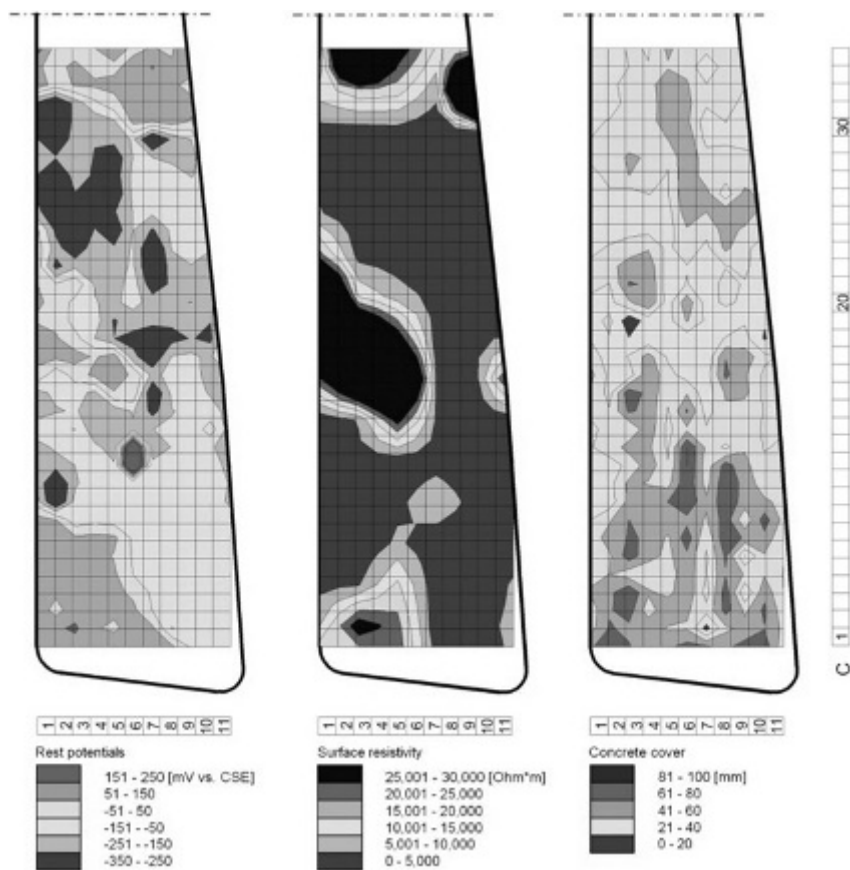 30
20
1
C
1 2 3 4 5 6 7 8 9 10 11
1 2 3 4 5 6 7 8 9 10 11
1 2 3 4 5 6 7 8 9 10 11
Rest potentials
151 - 250 [mV vs. CSE]
51 - 150
-51 - 50
-151 - -50
-251 - -150
-350 - -250
Surface resistivity
25,001 - 30,000 [Ohm*m]
20,001 - 25,000
15,001 - 20,000
10,001 - 15,000
5,001 - 10,000
0 - 5,000
Concrete cover
81 - 100 [mm]
61 - 80
41 - 60
21 - 40
0 - 20